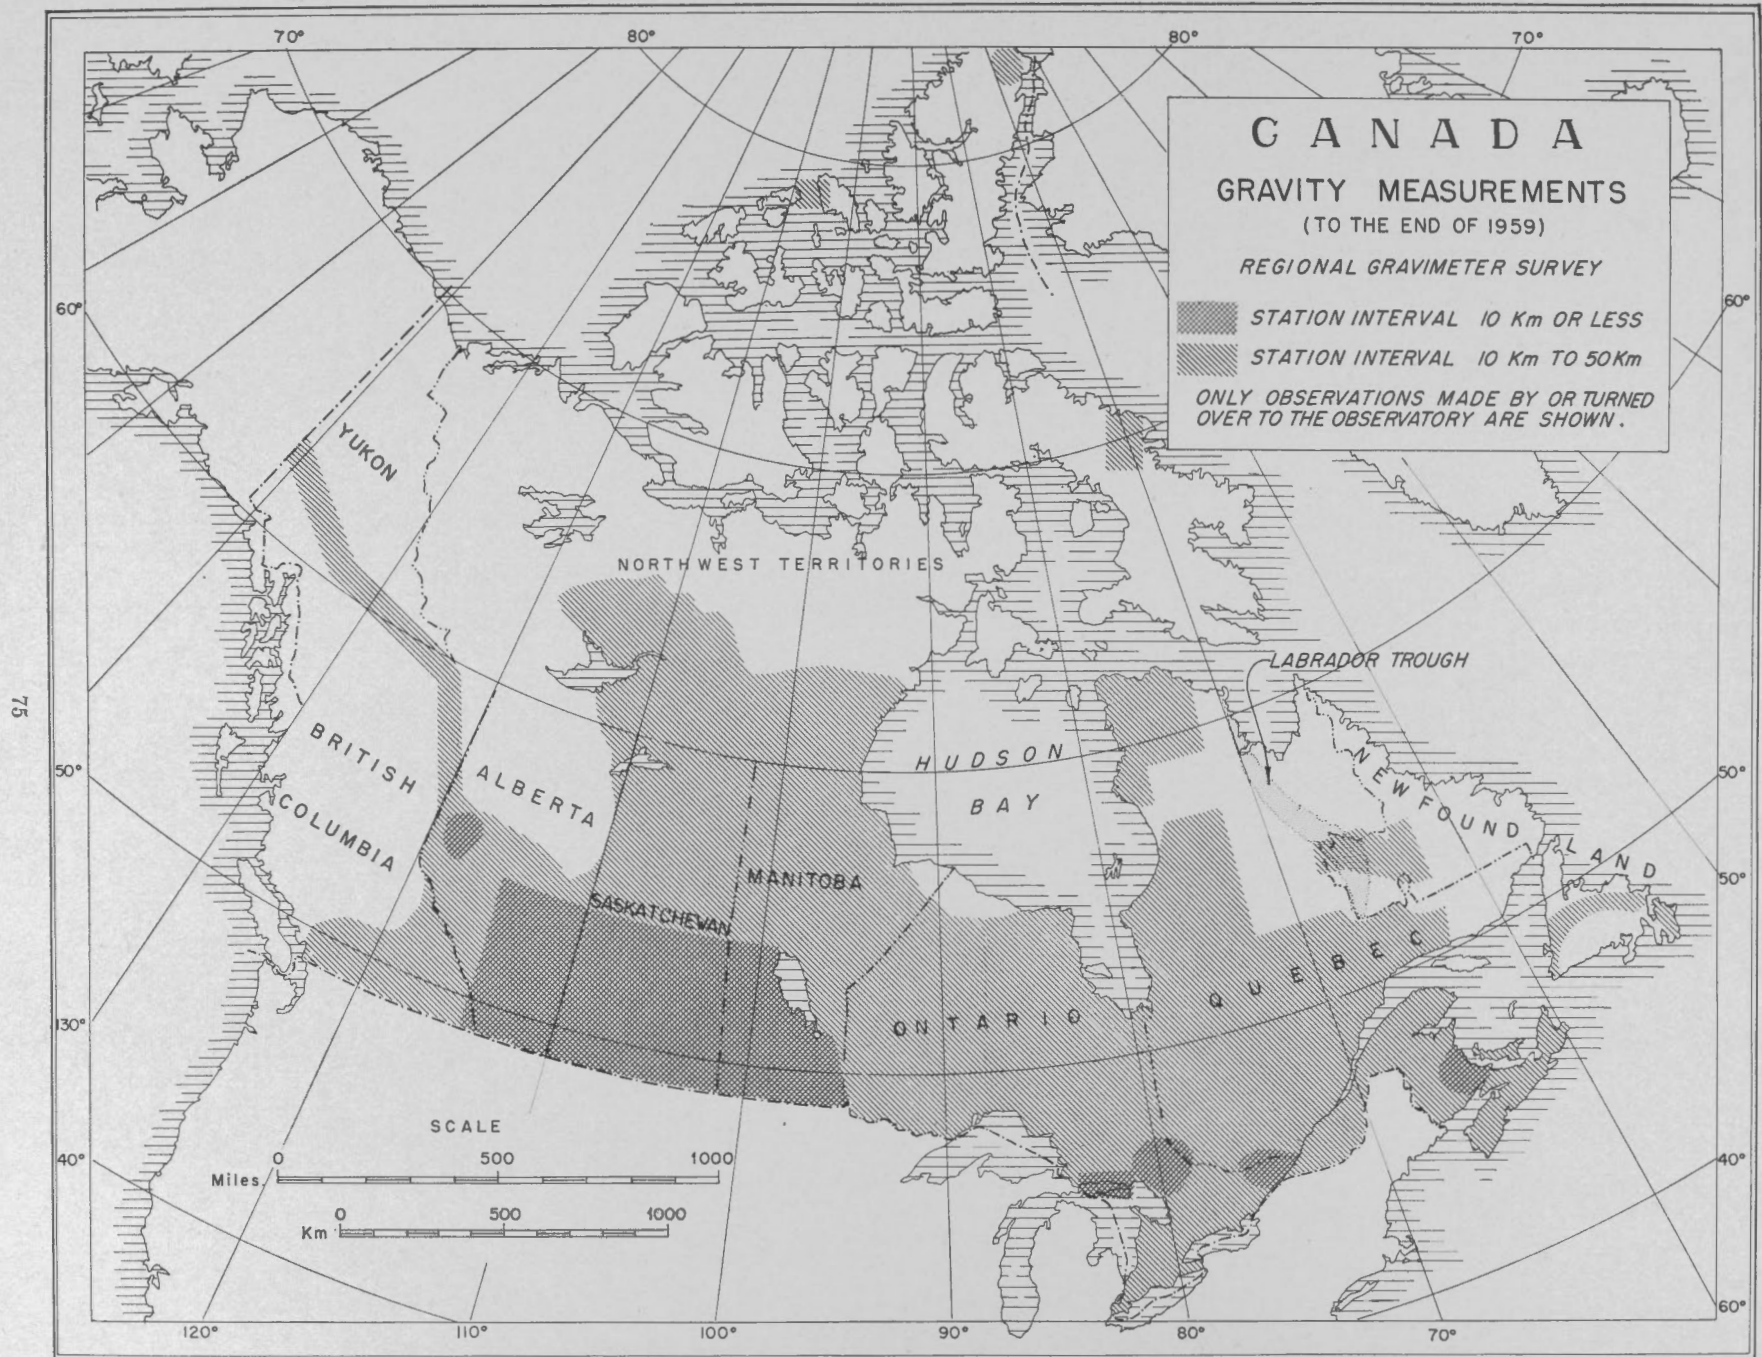 70° 80° 80° 70°
CANADA
GRAVITY MEASUREMENTS
(TO THE END OF 1959)
REGIONAL GRAVIMETER SURVEY
STATION INTERVAL 10 Km OR LESS
STATION INTERVAL 10 Km TO 50Km
ONLY OBSERVATIONS MADE BY OR TURNED
OVER TO THE OBSERVATORY ARE SHOWN.
60° 60°
YUKON
NORTHWEST TERRITORIES
LABRADOR TROUGH
75
BRITISH
COLUMBIA
ALBERTA
HUDSON
BAY
NEWFOUNDLAND
50° 50°
SASKATCHEWAN
MANITOBA
50°
ONTARIO
QUEBEC
130°
SCALE
0 500 1000
Miles
0 500 1000
Km
40° 40°
60°
120° 110° 100° 90° 80° 70°